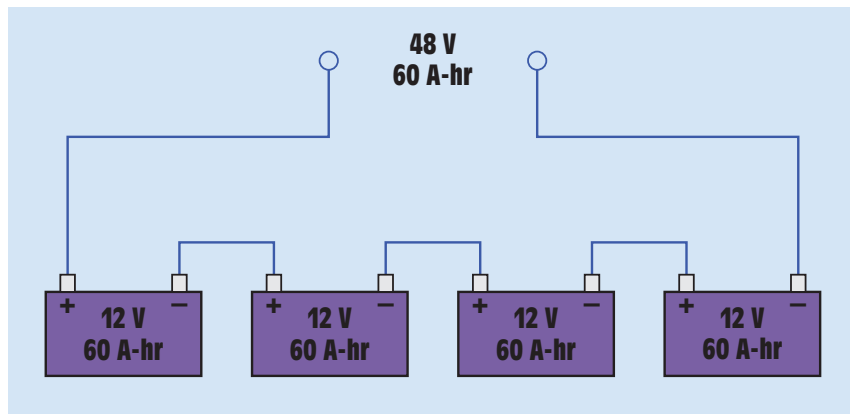 48 V
60 A-hr
+ − + − + − + −
12 V 12 V 12 V 12 V
60 A-hr 60 A-hr 60 A-hr 60 A-hr